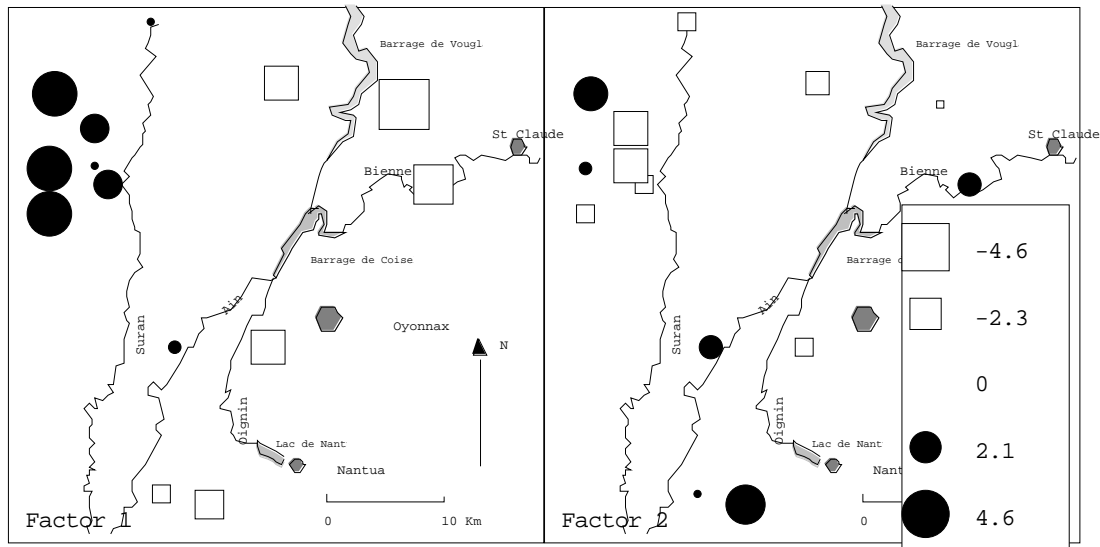 Barrage de Vougl
St Claude
Bienne
Barrage de Coise
Ain
Suran
Oyonnax
N
Oignin
Lac de Nant
Nantua
Factor 1
0
10 Km
Barrage de Vougl
St Claude
Bienne
Barrage
Ain
Suran
Oignin
Lac de Nant
Nant
Factor 2
0
-4.6
-2.3
0
2.1
4.6